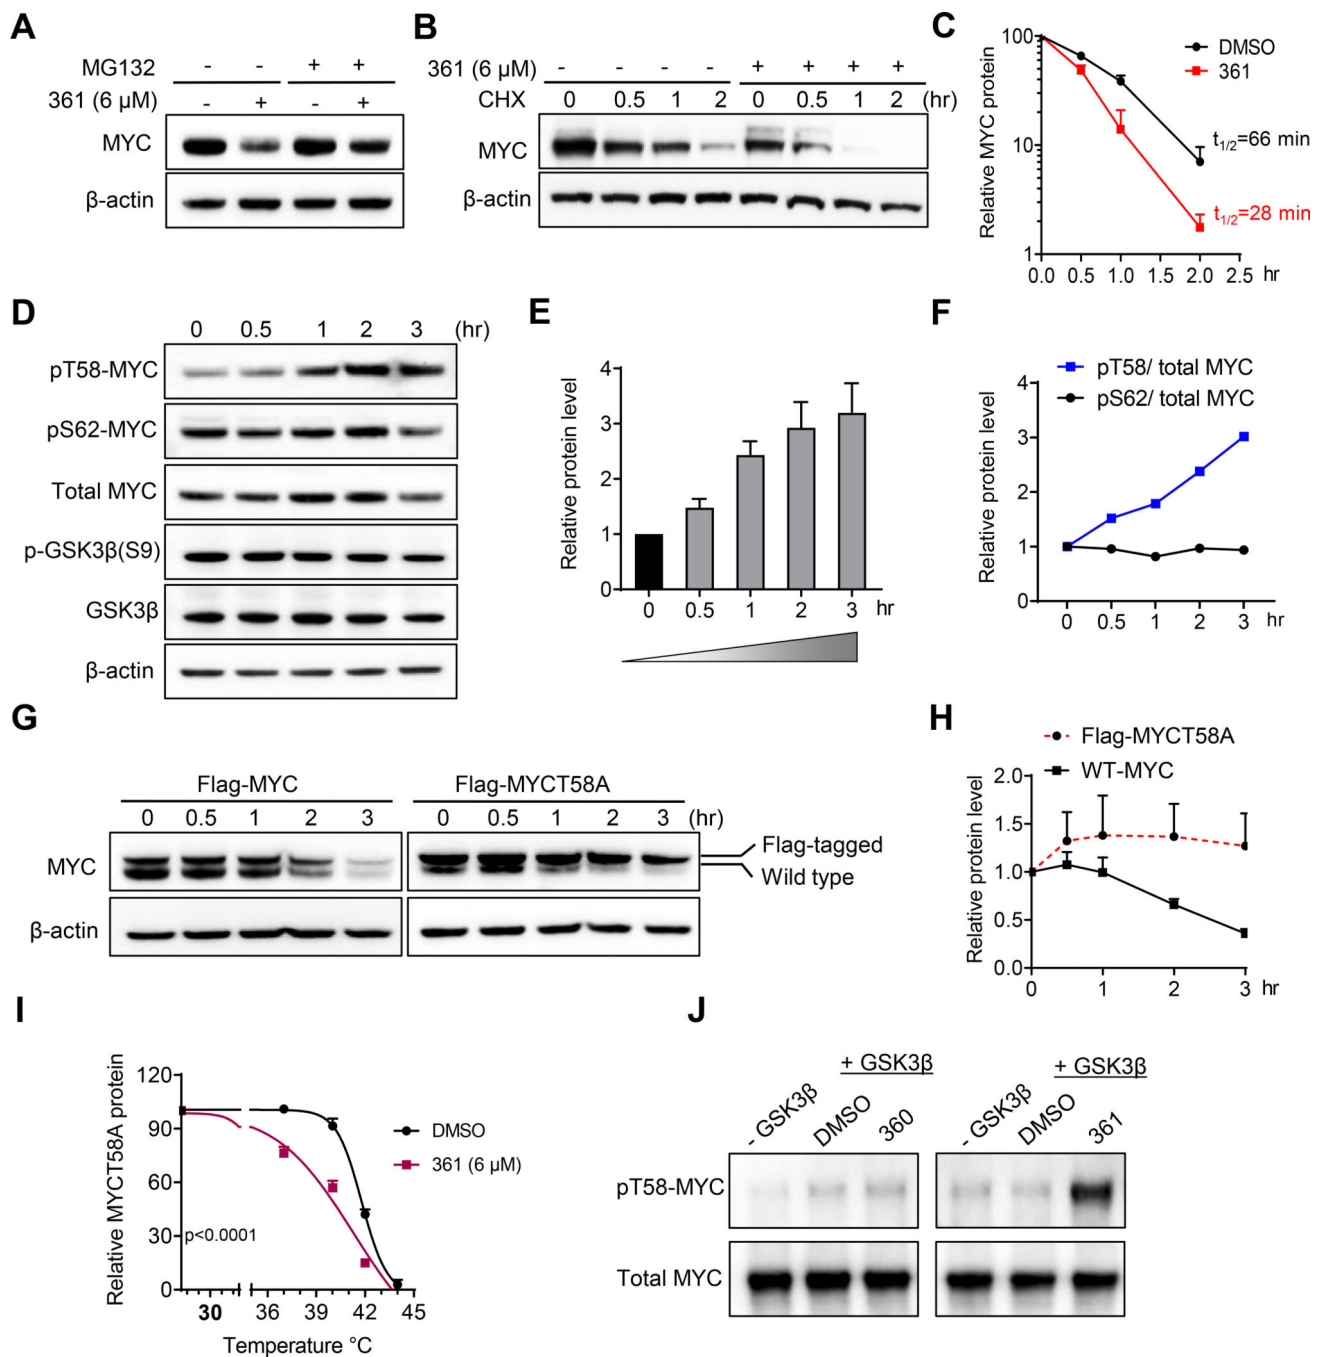 A
MG132 - - + +
361 (6 μM) - + - +
MYC
β-actin
B
361 (6 μM) - - - - + + + +
CHX 0 0.5 1 2 0 0.5 1 2 (hr)
MYC
β-actin
C
Relative MYC protein
100
10
1
0.0 0.5 1.0 1.5 2.0 2.5 hr
DMSO
361
t1/2=66 min
t1/2=28 min
D
0 0.5 1 2 3 (hr)
pT58-MYC
pS62-MYC
Total MYC
p-GSK3β(S9)
GSK3β
β-actin
E
Relative protein level
4
3
2
1
0
0 0.5 1 2 3 hr
F
pT58/ total MYC
pS62/ total MYC
Relative protein level
4
3
2
1
0
0 0.5 1 2 3 hr
G
Flag-MYC Flag-MYCT58A
0 0.5 1 2 3 0 0.5 1 2 3 (hr)
MYC
Flag-tagged
Wild type
β-actin
H
Flag-MYCT58A
WT-MYC
Relative protein level
2.0
1.5
1.0
0.5
0.0
0 1 2 3 hr
I
Relative MYCT58A protein
120
90
60
30
0
DMSO
361 (6 μM)
p<0.0001
30 36 39 42 45
Temperature °C
J
+ GSK3β + GSK3β
- GSK3β DMSO 360 - GSK3β DMSO 361
pT58-MYC
Total MYC